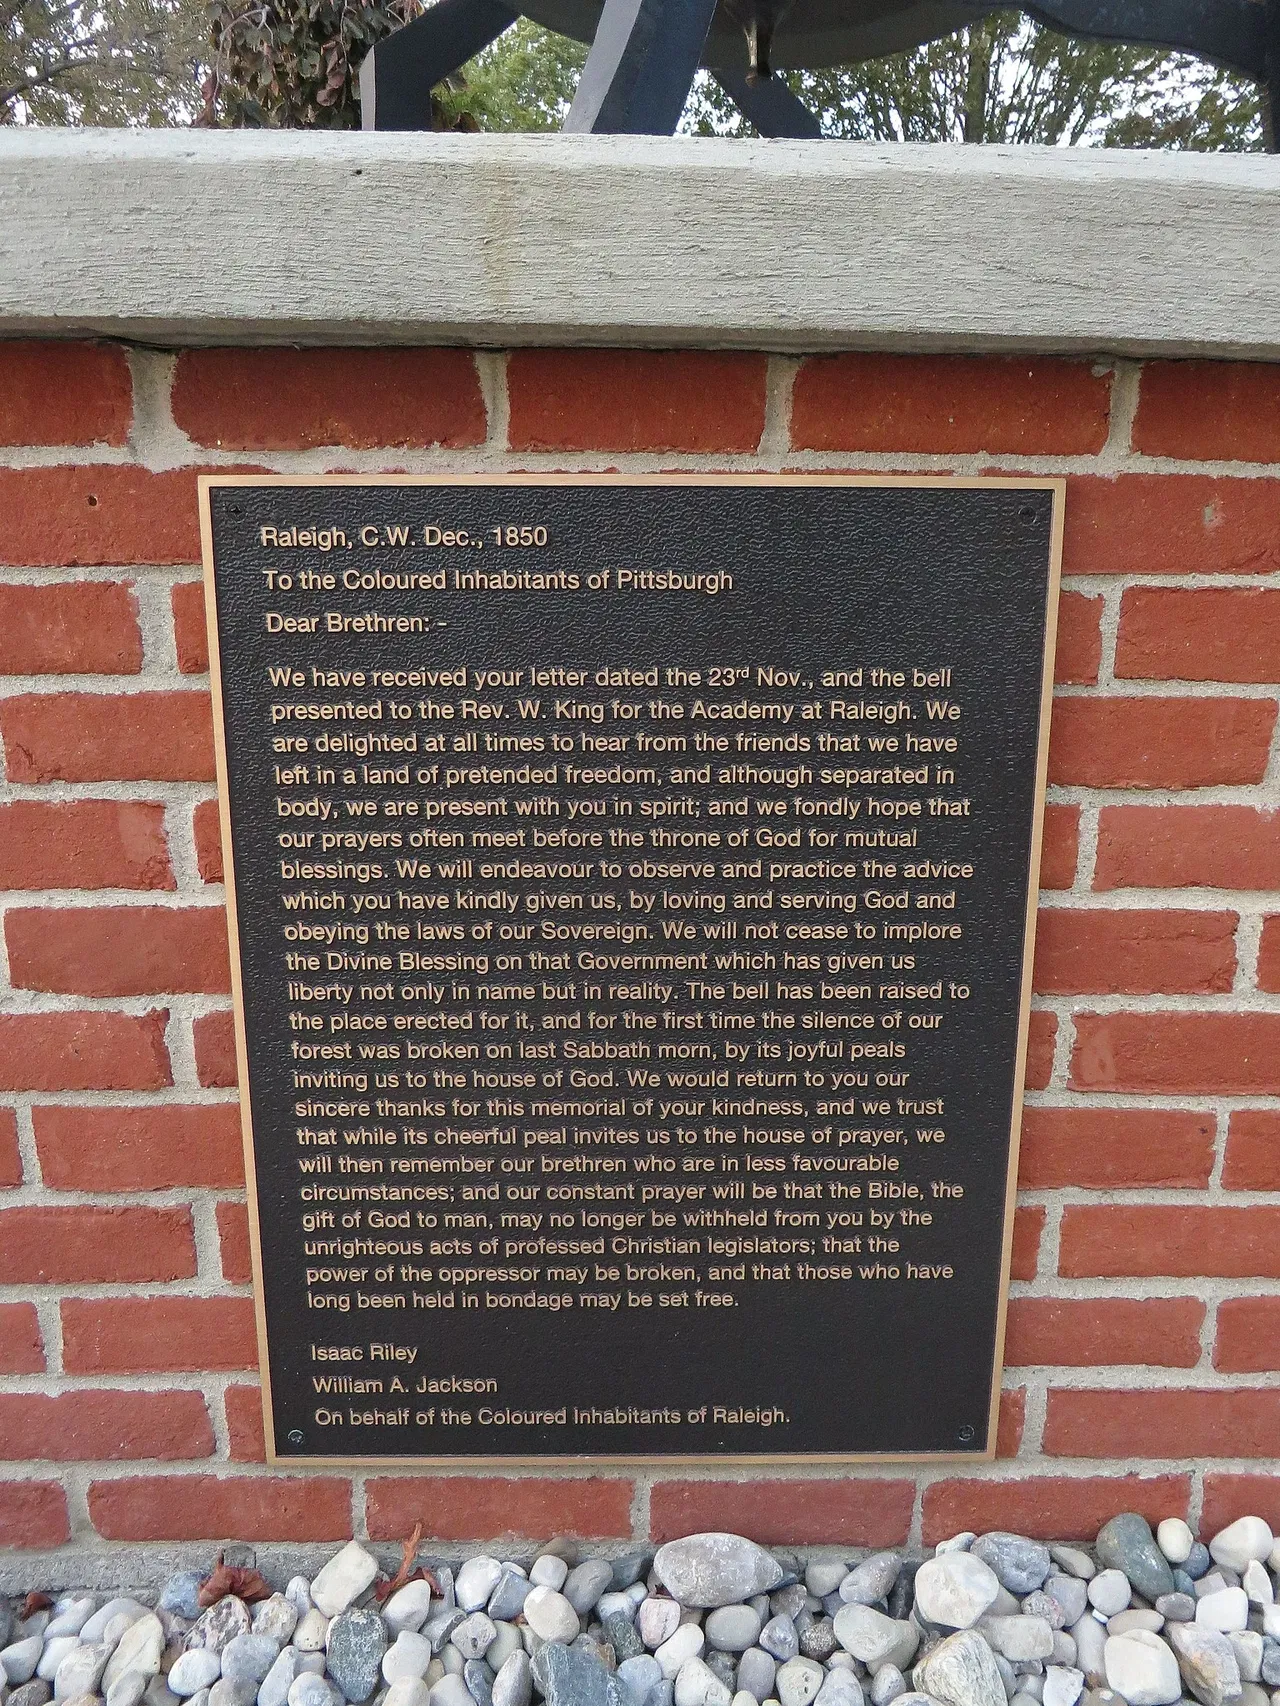 Raleigh, C.W. Dec., 1850
To the Coloured Inhabitants of Pittsburgh
Dear Brethren: -
We have received your letter dated the 23rd Nov., and the bell
presented to the Rev. W. King for the Academy at Raleigh. We
are delighted at all times to hear from the friends that we have
left in a land of pretended freedom, and although separated in
body, we are present with you in spirit; and we fondly hope that
our prayers often meet before the throne of God for mutual
blessings. We will endeavour to observe and practice the advice
which you have kindly given us, by loving and serving God and
obeying the laws of our Sovereign. We will not cease to implore
the Divine Blessing on that Government which has given us
liberty not only in name but in reality. The bell has been raised to
the place erected for it, and for the first time the silence of our
forest was broken on last Sabbath morn, by its joyful peals
inviting us to the house of God. We would return to you our
sincere thanks for this memorial of your kindness, and we trust
that while its cheerful peal invites us to the house of prayer, we
will then remember our brethren who are in less favourable
circumstances; and our constant prayer will be that the Bible, the
gift of God to man, may no longer be withheld from you by the
unrighteous acts of professed Christian legislators; that the
power of the oppressor may be broken, and that those who have
long been held in bondage may be set free.
Isaac Riley
William A. Jackson
On behalf of the Coloured Inhabitants of Raleigh.